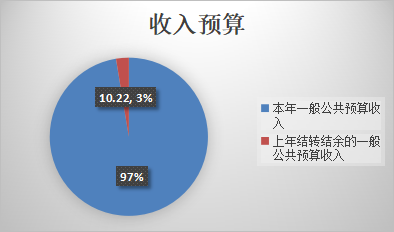 收入预算
10.22, 3%
97%
本年一般公共预算收
入
上年结转结余的一般
公共预算收入